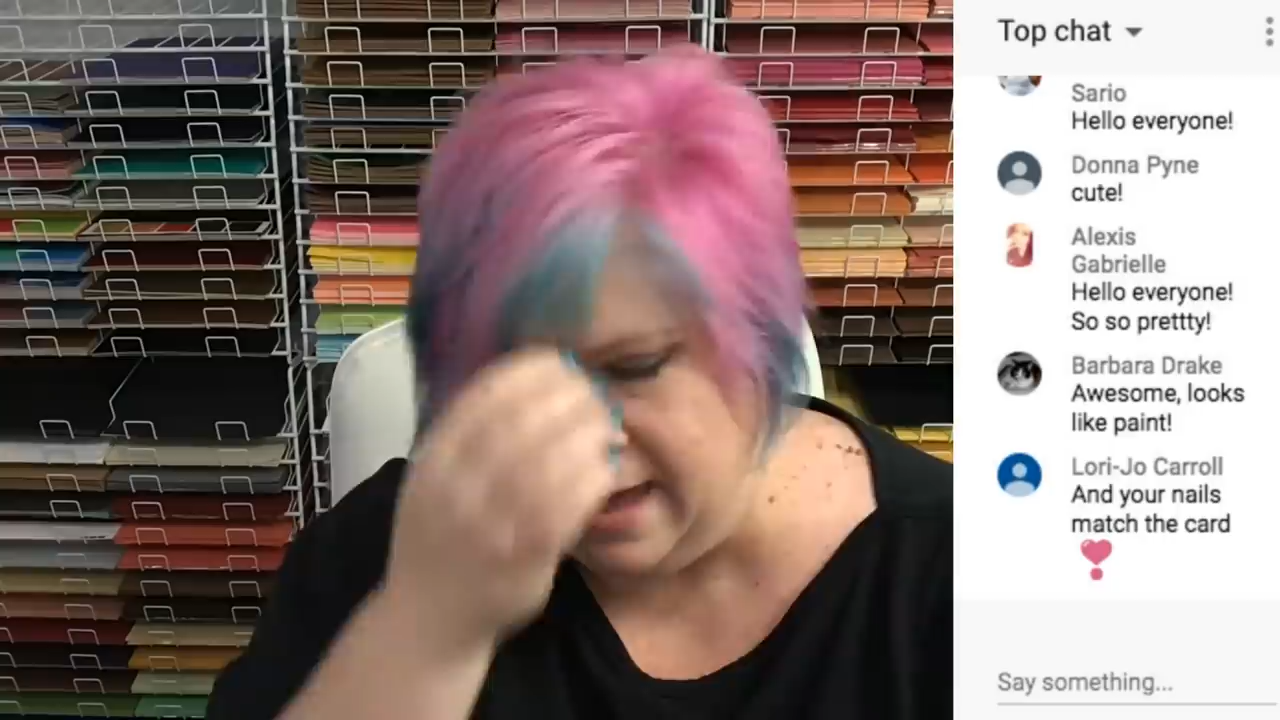 Top chat
Sario
Hello everyone!
Donna Pyne
cute!
Alexis
Gabrielle
Hello everyone!
So so prettty!
Barbara Drake
Awesome, looks
like paint!
Lori-Jo Carroll
And your nails
match the card
Say something...